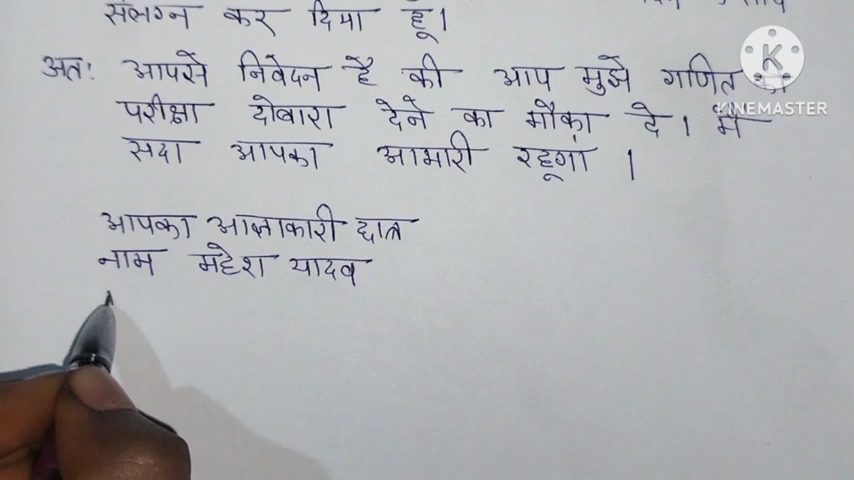 संलग्न कर दिया हू।
अतः आपसे निवेदन है की आप मुझे गणित
परीक्षा दोबारा देने का मौका दे। मैं
सदा आपका आभारी रहूगां ।
आपका आज्ञाकारी छात्र
नाम महेश यादव
KINEMASTER